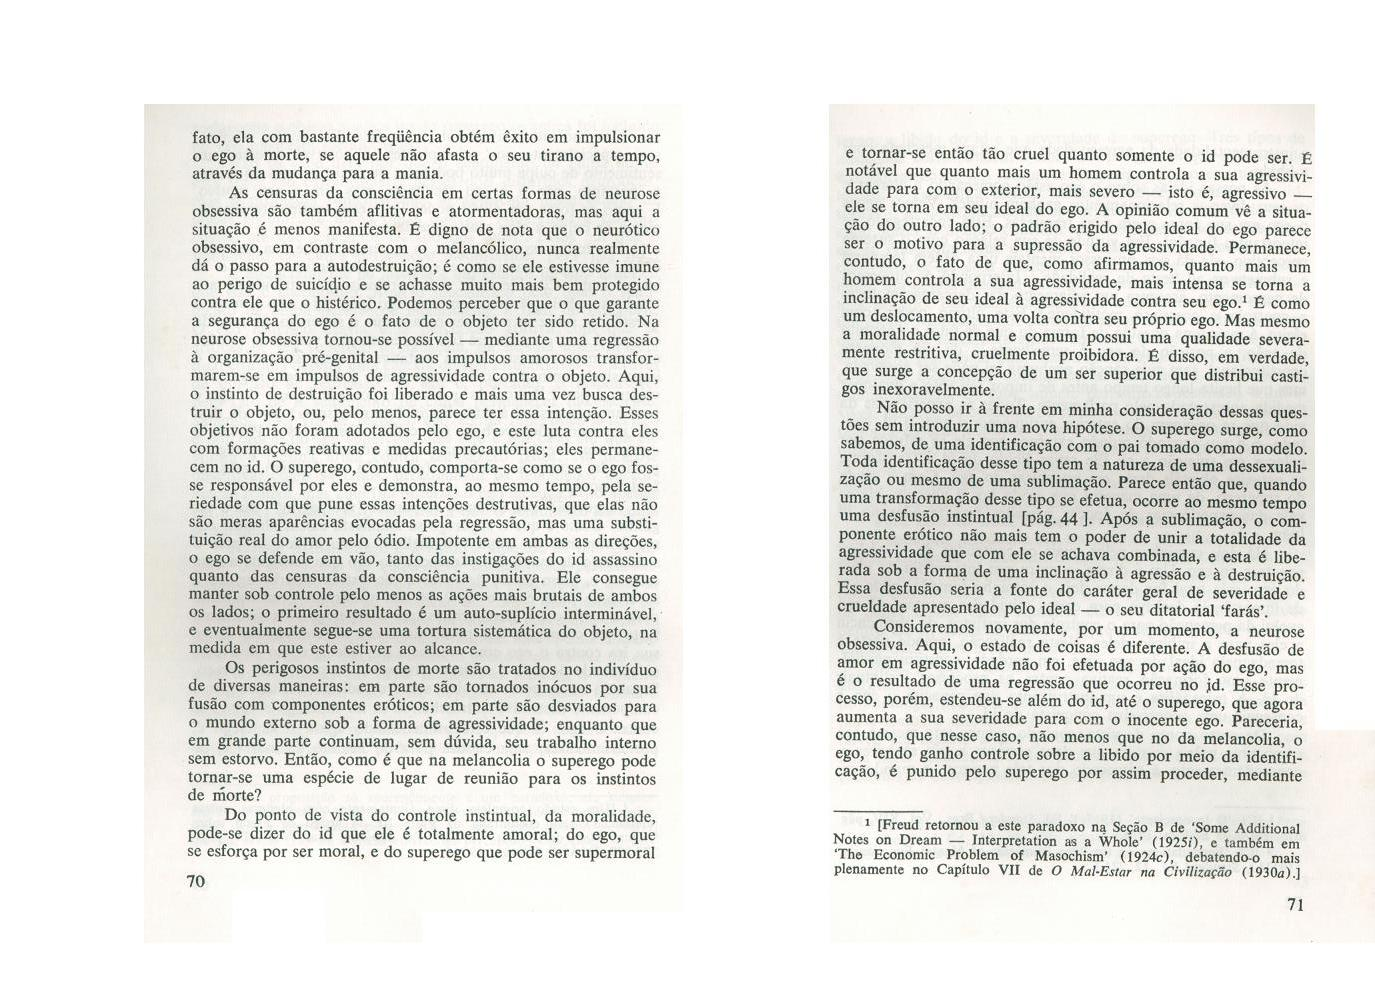 fato, ela com bastante freqüência obtém êxito em impulsionar
o ego à morte, se aquele não afasta o seu tirano a tempo,
através da mudança para a mania.
As censuras da consciência em certas formas de neurose
obsessiva são também aflitivas e atormentadoras, mas aqui a
situação é menos manifesta. É digno de nota que o neurótico
obsessivo, em contraste com o melancólico, nunca realmente
dá o passo para a autodestruição; é como se ele estivesse imune
ao perigo de suicídio e se achasse muito mais bem protegido
contra ele que o histérico. Podemos perceber que o que garante
a segurança do ego é o fato de o objeto ter sido retido. Na
neurose obsessiva tornou-se possível — mediante uma regressão
à organização pré-genital — aos impulsos amorosos transfor-
marem-se em impulsos de agressividade contra o objeto. Aqui,
o instinto de destruição foi liberado e mais uma vez busca des-
truir o objeto, ou, pelo menos, parece ter essa intenção. Esses
objetivos não foram adotados pelo ego, e este luta contra eles
com formações reativas e medidas precautórias; eles permane-
cem no id. O superego, contudo, comporta-se como se o ego fos-
se responsável por eles e demonstra, ao mesmo tempo, pela se-
riedade com que pune essas intenções destrutivas, que elas não
são meras aparências evocadas pela regressão, mas uma substi-
tuição real do amor pelo ódio. Impotente em ambas as direções,
o ego se defende em vão, tanto das instigações do id assassino
quanto das censuras da consciência punitiva. Ele consegue
manter sob controle pelo menos as ações mais brutais de ambos
os lados; o primeiro resultado é um auto-suplício interminável,
e eventualmente segue-se uma tortura sistemática do objeto, na
medida em que este estiver ao alcance.
Os perigosos instintos de morte são tratados no indivíduo
de diversas maneiras: em parte são tornados inócuos por sua
fusão com componentes eróticos; em parte são desviados para
o mundo externo sob a forma de agressividade; enquanto que
em grande parte continuam, sem dúvida, seu trabalho interno
sem estorvo. Então, como é que na melancolia o superego pode
tornar-se uma espécie de lugar de reunião para os instintos
de morte?
Do ponto de vista do controle instintual, da moralidade,
pode-se dizer do id que ele é totalmente amoral; do ego, que
se esforça por ser moral, e do superego que pode ser supermoral
70
e tornar-se então tão cruel quanto somente o id pode ser. É
notável que quanto mais um homem controla a sua agressivi-
dade para com o exterior, mais severo — isto é, agressivo —
ele se torna em seu ideal do ego. A opinião comum vê a situa-
ção do outro lado; o padrão erigido pelo ideal do ego parece
ser o motivo para a supressão da agressividade. Permanece,
contudo, o fato de que, como afirmamos, quanto mais um
homem controla a sua agressividade, mais intensa se torna a
inclinação de seu ideal à agressividade contra seu ego.¹ É como
um deslocamento, uma volta contra seu próprio ego. Mas mesmo
a moralidade normal e comum possui uma qualidade severa-
mente restritiva, cruelmente proibidora. É disso, em verdade,
que surge a concepção de um ser superior que distribui casti-
gos inexoravelmente.
Não posso ir à frente em minha consideração dessas ques-
tões sem introduzir uma nova hipótese. O superego surge, como
sabemos, de uma identificação com o pai tomado como modelo.
Toda identificação desse tipo tem a natureza de uma dessexuali-
zação ou mesmo de uma sublimação. Parece então que, quando
uma transformação desse tipo se efetua, ocorre ao mesmo tempo
uma desfusão instintual [pág. 44 ]. Após a sublimação, o com-
ponente erótico não mais tem o poder de unir a totalidade da
agressividade que com ele se achava combinada, e esta é libe-
rada sob a forma de uma inclinação à agressão e à destruição.
Essa desfusão seria a fonte do caráter geral de severidade e
crueldade apresentado pelo ideal — o seu ditatorial ‘farás’.
Consideremos novamente, por um momento, a neurose
obsessiva. Aqui, o estado de coisas é diferente. A desfusão de
amor em agressividade não foi efetuada por ação do ego, mas
é o resultado de uma regressão que ocorreu no id. Esse pro-
cesso, porém, estendeu-se além do id, até o superego, que agora
aumenta a sua severidade para com o inocente ego. Pareceria,
contudo, que nesse caso, não menos que no da melancolia, o
ego, tendo ganho controle sobre a libido por meio da identifi-
cação, é punido pelo superego por assim proceder, mediante
¹ [Freud retornou a este paradoxo na Seção B de ‘Some Additional
Notes on Dream — Interpretation as a Whole’ (1925i), e também em
‘The Economic Problem of Masochism’ (1924c), debatendo-o mais
plenamente no Capítulo VII de O Mal-Estar na Civilização (1930a).]
71